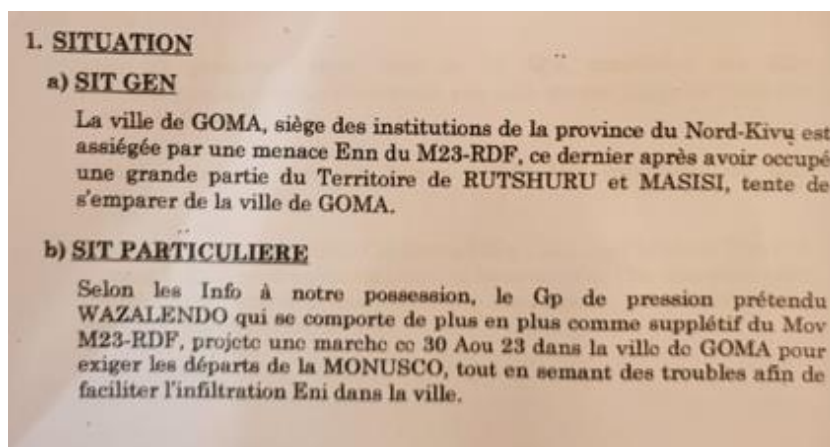 1. SITUATION
a) SIT GEN
La ville de GOMA, siège des institutions de la province du Nord-Kivu est
assiégée par une menace Enn du M23-RDF, ce dernier après avoir occupé
une grande partie du Territoire de RUTSHURU et MASISI, tente de
s'emparer de la ville de GOMA.
b) SIT PARTICULIERE
Selon les Info à notre possession, le Gp de pression prétendu
WAZALENDO qui se comporte de plus en plus comme supplétif du Mov
M23-RDF, projete une marche ce 30 Aou 23 dans la ville de GOMA pour
exiger les départs de la MONUSCO, tout en semant des troubles afin de
faciliter l'infiltration Eni dans la ville.